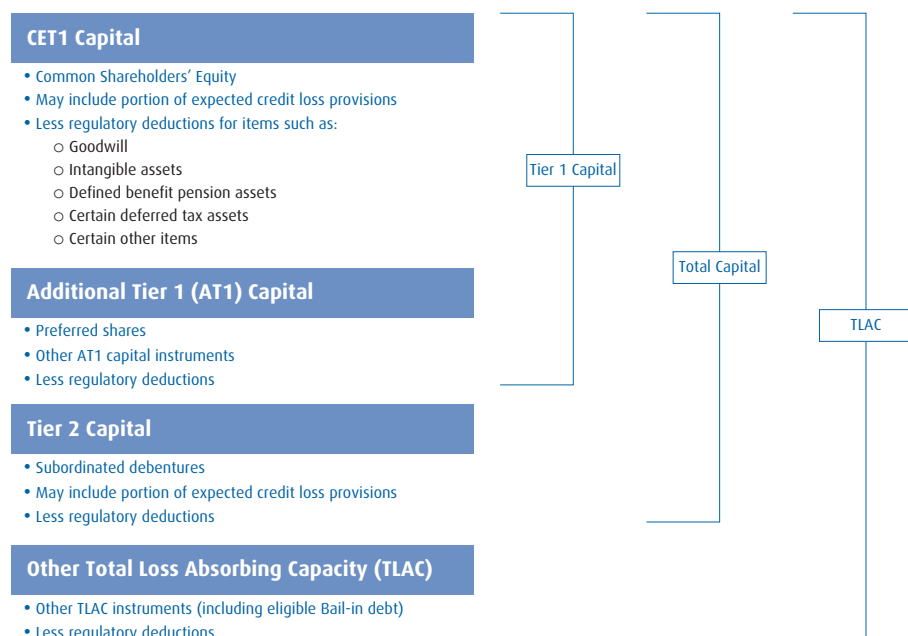 CET1 Capital
• Common Shareholders’ Equity
• May include portion of expected credit loss provisions
• Less regulatory deductions for items such as:
○ Goodwill
○ Intangible assets
○ Defined benefit pension assets
○ Certain deferred tax assets
○ Certain other items
Tier 1 Capital
Total Capital
Additional Tier 1 (AT1) Capital
• Preferred shares
• Other AT1 capital instruments
• Less regulatory deductions
TLAC
Tier 2 Capital
• Subordinated debentures
• May include portion of expected credit loss provisions
• Less regulatory deductions
Other Total Loss Absorbing Capacity (TLAC)
• Other TLAC instruments (including eligible Bail-in debt)
• Less regulatory deductions